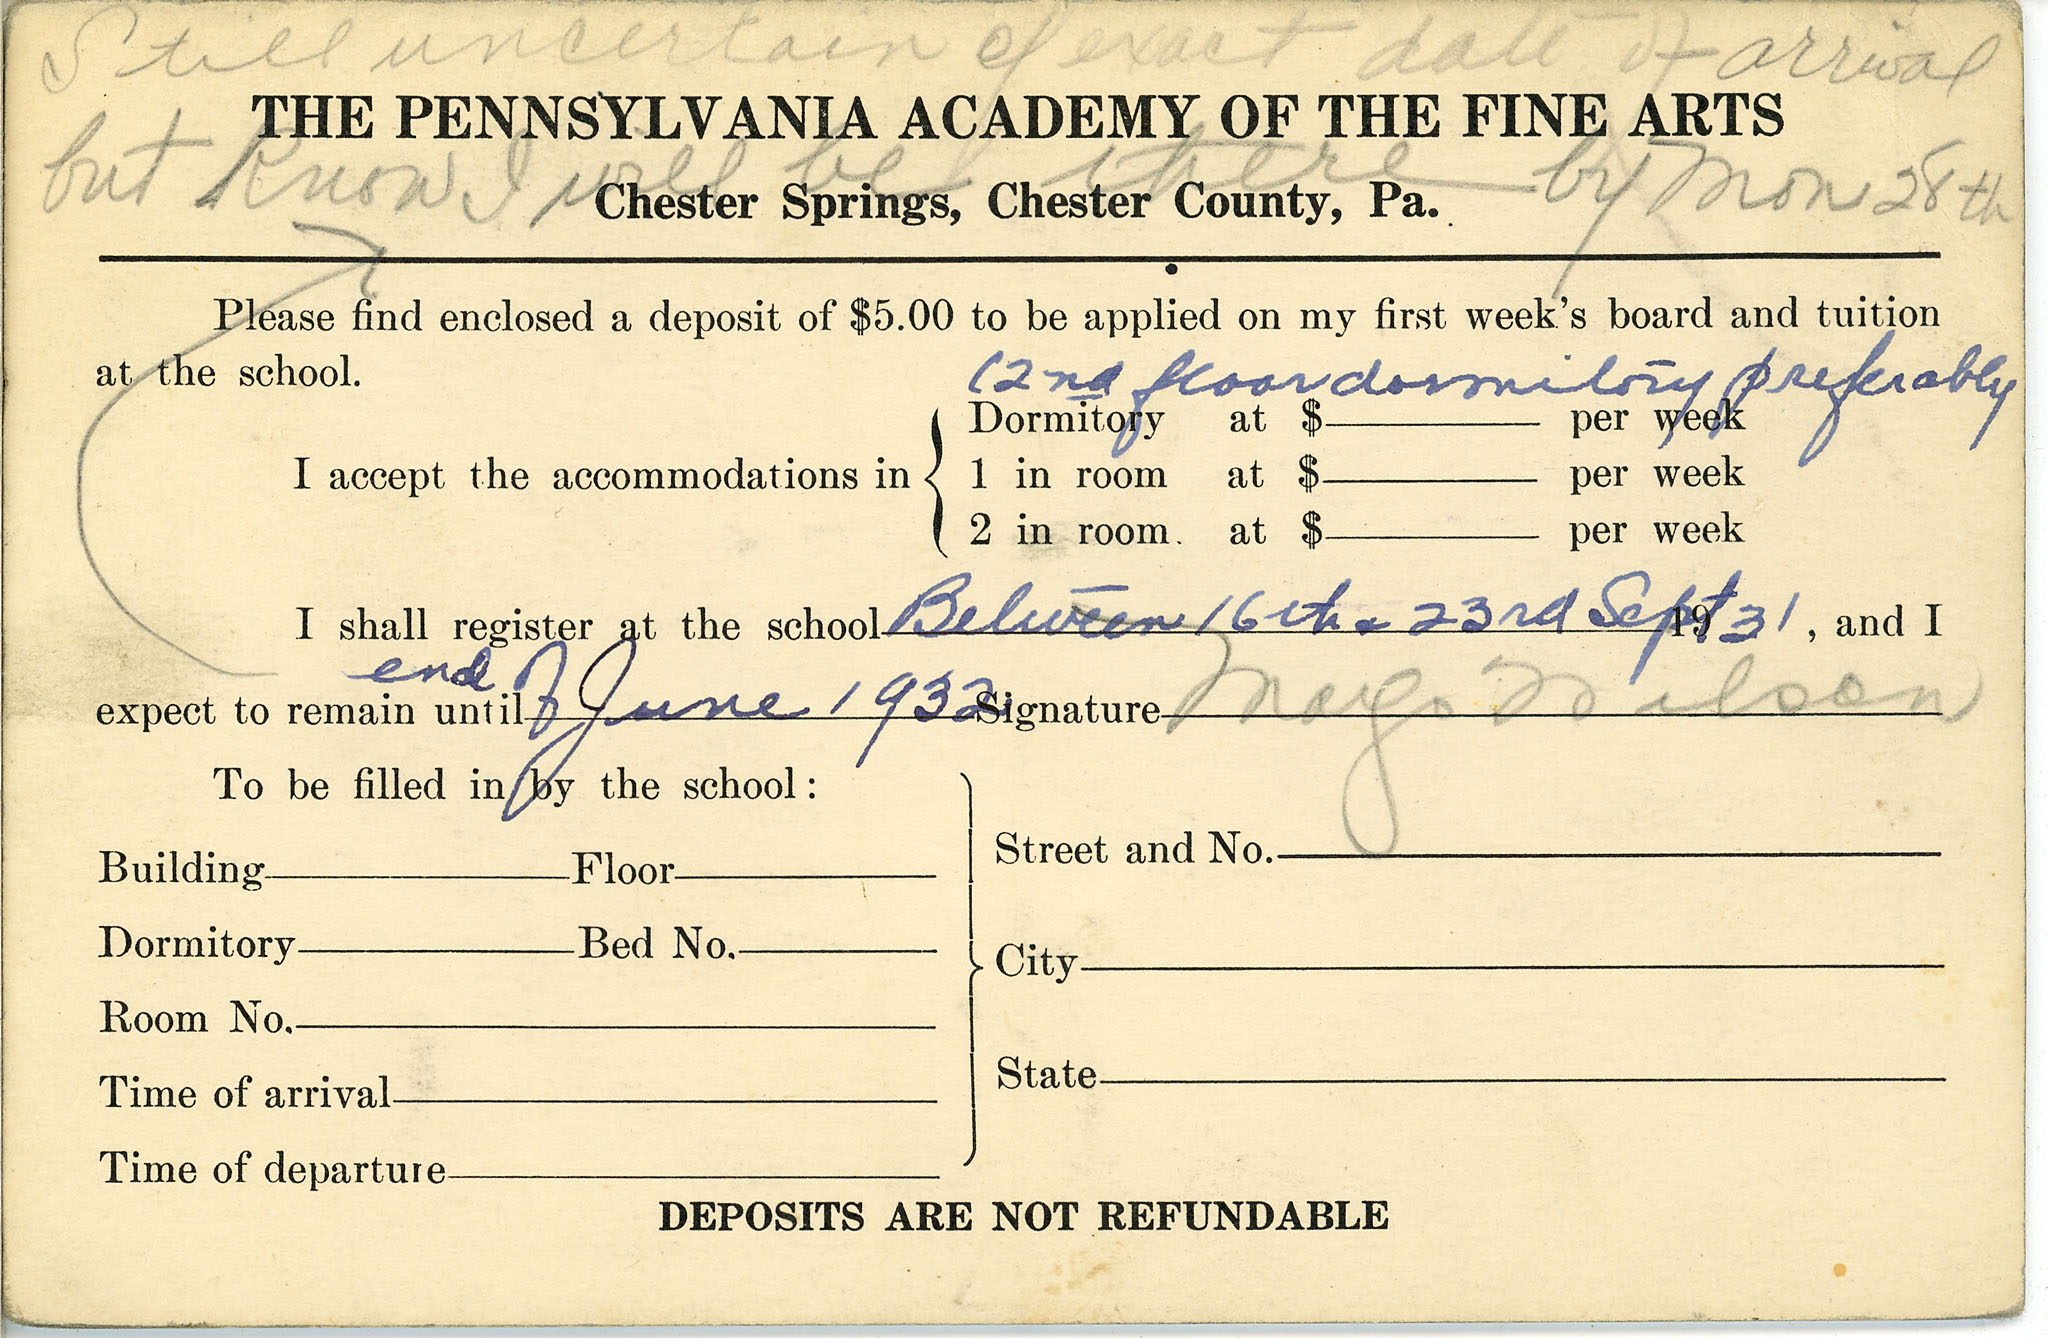 Still uncertain of exact date of arrival
THE PENNSYLVANIA ACADEMY OF THE FINE ARTS
but know I will be there by Mon 28th
Chester Springs, Chester County, Pa.
Please find enclosed a deposit of $5.00 to be applied on my first week's board and tuition
at the school.
(2nd floor dormitory preferably
I accept the accommodations in
Dormitory at $ per week
1 in room at $ per week
2 in room. at $ per week
I shall register at the school Between 16th & 23rd Sept 1931, and I
expect to remain until end of June 1932 Signature Margo Wilson
To be filled in by the school:
Building Floor
Dormitory Bed No.
Room No.
Time of arrival
Time of departure
Street and No.
City
State
DEPOSITS ARE NOT REFUNDABLE